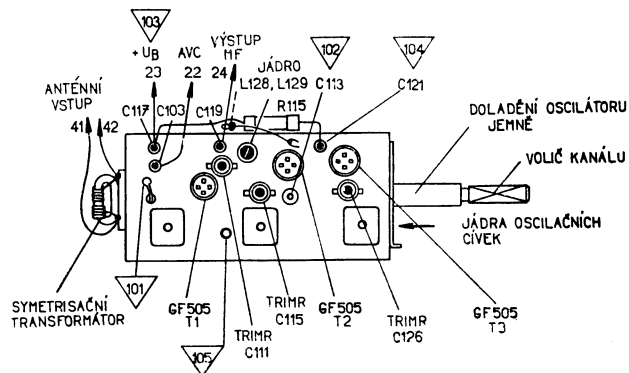 103
+UB
23
AVC
22
VÝSTUP
MF
24
JÁDRO
L128, L129
R115
102
C113
104
C121
ANTÉNNÍ
VSTUP
41
42
C117
C103
C119
DOLADĚNÍ OSCILÁTORU
JEMNĚ
VOLIČ KANÁLU
JÁDRA OSCILAČNÍCH
CÍVEK
101
SYMETRISAČNÍ
TRANSFORMÁTOR
105
GF505
T1
TRIMR
C111
TRIMR
C115
GF505
T2
TRIMR
C126
GF505
T3